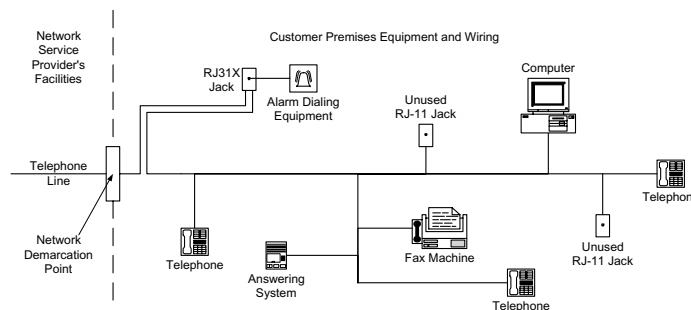 Network
Service
Provider's
Facilities
Customer Premises Equipment and Wiring
RJ31X
Jack
Alarm Dialing
Equipment
Unused
RJ-11 Jack
Computer
Telephone
Line
Network
Demarcation
Point
Telephone
Answering
System
Fax Machine
Telephone
Unused
RJ-11 Jack
Telephon